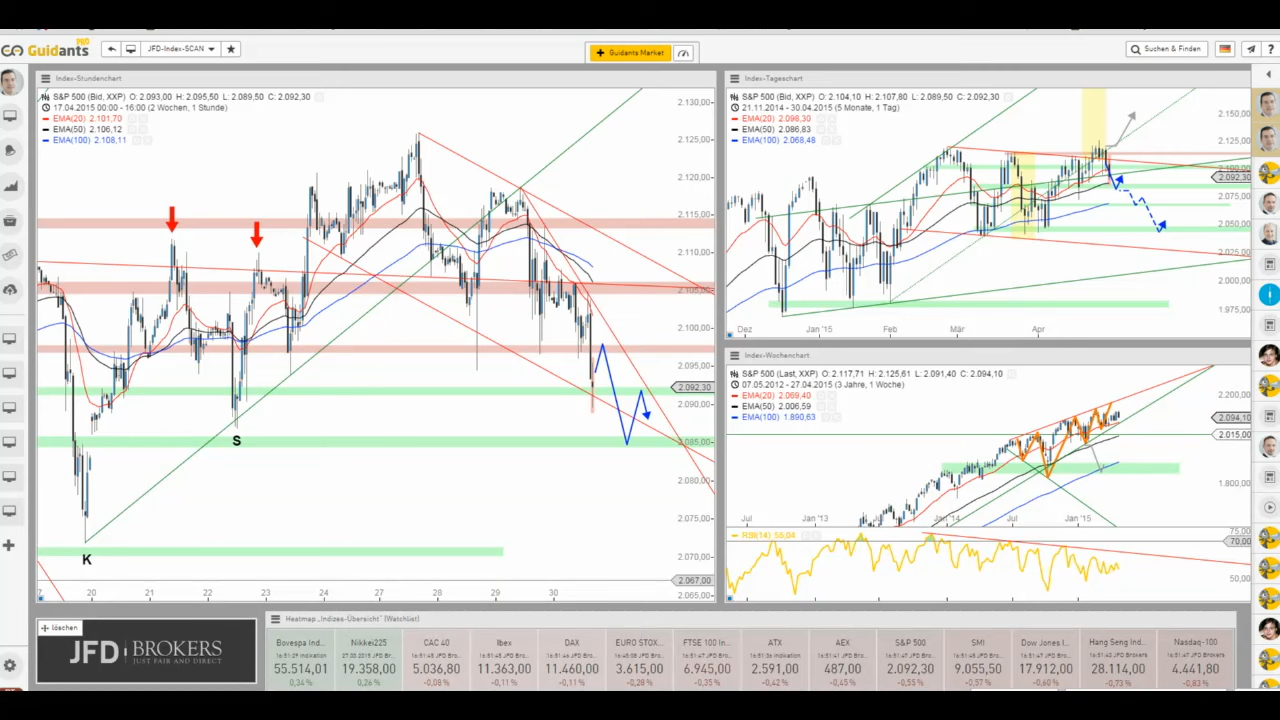 Guidants PRO
JFD-Index-SCAN
Guidants Market
Suchen & Finden
Index-Stundenchart
S&P 500 (Bid, XXP) O: 2.093,00 H: 2.095,50 L: 2.089,50 C: 2.092,30
17.04.2015 00:00 - 16:00 (2 Wochen, 1 Stunde)
EMA(20) 2.101,70
EMA(50) 2.106,12
EMA(100) 2.108,11
2.130,00
2.125,00
2.120,00
2.115,00
2.110,00
2.105,00
2.100,00
2.095,00
2.092,30
2.090,00
2.085,00
2.080,00
2.075,00
2.070,00
2.067,00
2.065,00
S
K
20 21 22 23 24 27 28 29 30
Index-Tageschart
S&P 500 (Bid, XXP) O: 2.104,10 H: 2.107,80 L: 2.089,50 C: 2.092,30
21.11.2014 - 30.04.2015 (5 Monate, 1 Tag)
EMA(20) 2.098,30
EMA(50) 2.086,83
EMA(100) 2.068,48
2.150,00
2.092,30
2.075,00
2.050,00
2.025,00
2.000,00
1.975,00
Dez Jan '15 Feb Mär Apr
Index-Wochenchart
S&P 500 (Last, XXP) O: 2.117,71 H: 2.125,61 L: 2.091,40 C: 2.094,10
07.05.2012 - 27.04.2015 (3 Jahre, 1 Woche)
EMA(20) 2.069,40
EMA(50) 2.006,59
EMA(100) 1.890,63
2.200,00
2.094,10
2.015,00
1.800,00
Jul Jan '13 Jan '14 Jul Jan '15
RSI(14) 55,04
75,00
70,00
50,00
löschen
JFD BROKERS
JUST FAIR AND DIRECT
Heatmap „Indizes-Übersicht" (Watchlist)
Bovespa Ind... Nikkei225 CAC 40 Ibex DAX EURO STOX... FTSE 100 In... ATX AEX S&P 500 SMI Dow Jones I... Hang Seng Ind... Nasdaq-100
55.514,01 19.358,00 5.036,80 11.363,00 11.460,00 3.615,00 6.945,00 2.591,00 487,00 2.092,30 9.055,50 17.912,00 28.114,00 4.441,80
0,34 % 0,26 % -0,08 % -0,11 % -0,11 % -0,28 % -0,35 % -0,42 % -0,45 % -0,55 % -0,57 % -0,60 % -0,73 % -0,83 %